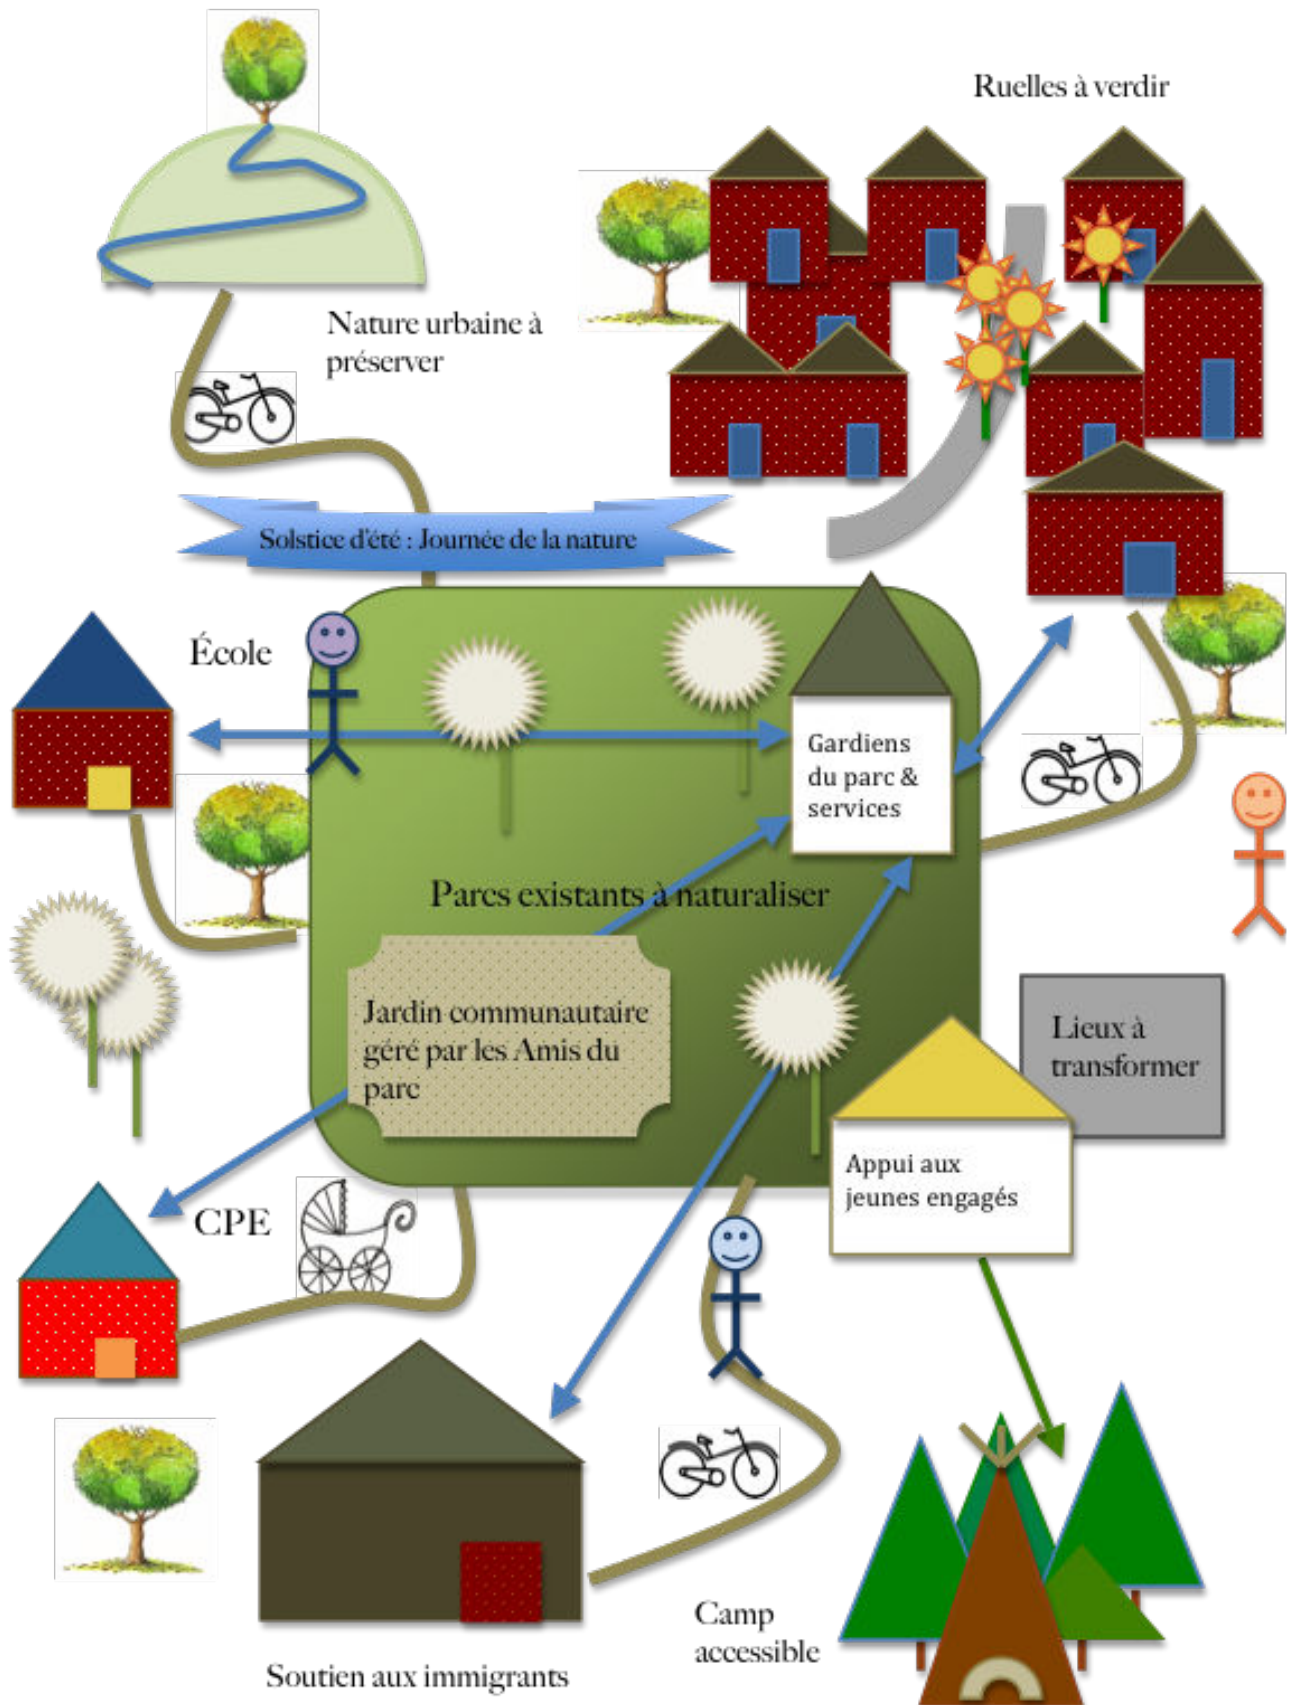 Ruelles à verdir
Nature urbaine à
préserver
Solstice d'été : Journée de la nature
École
Gardiens
du parc &
services
Parcs existants à naturaliser
Jardin communautaire
géré par les Amis du
parc
Lieux à
transformer
Appui aux
jeunes engagés
CPE
Camp
accessible
Soutien aux immigrants